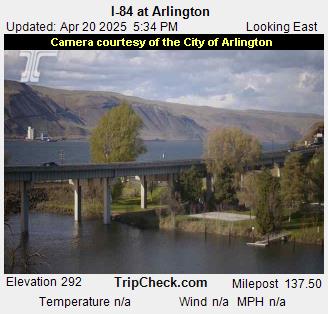 I-84 at Arlington
Updated: Apr 20 2025 5:34 PM Looking East
Camera courtesy of the City of Arlington
Elevation 292 TripCheck.com Milepost 137.50
Temperature n/a Wind n/a MPH n/a